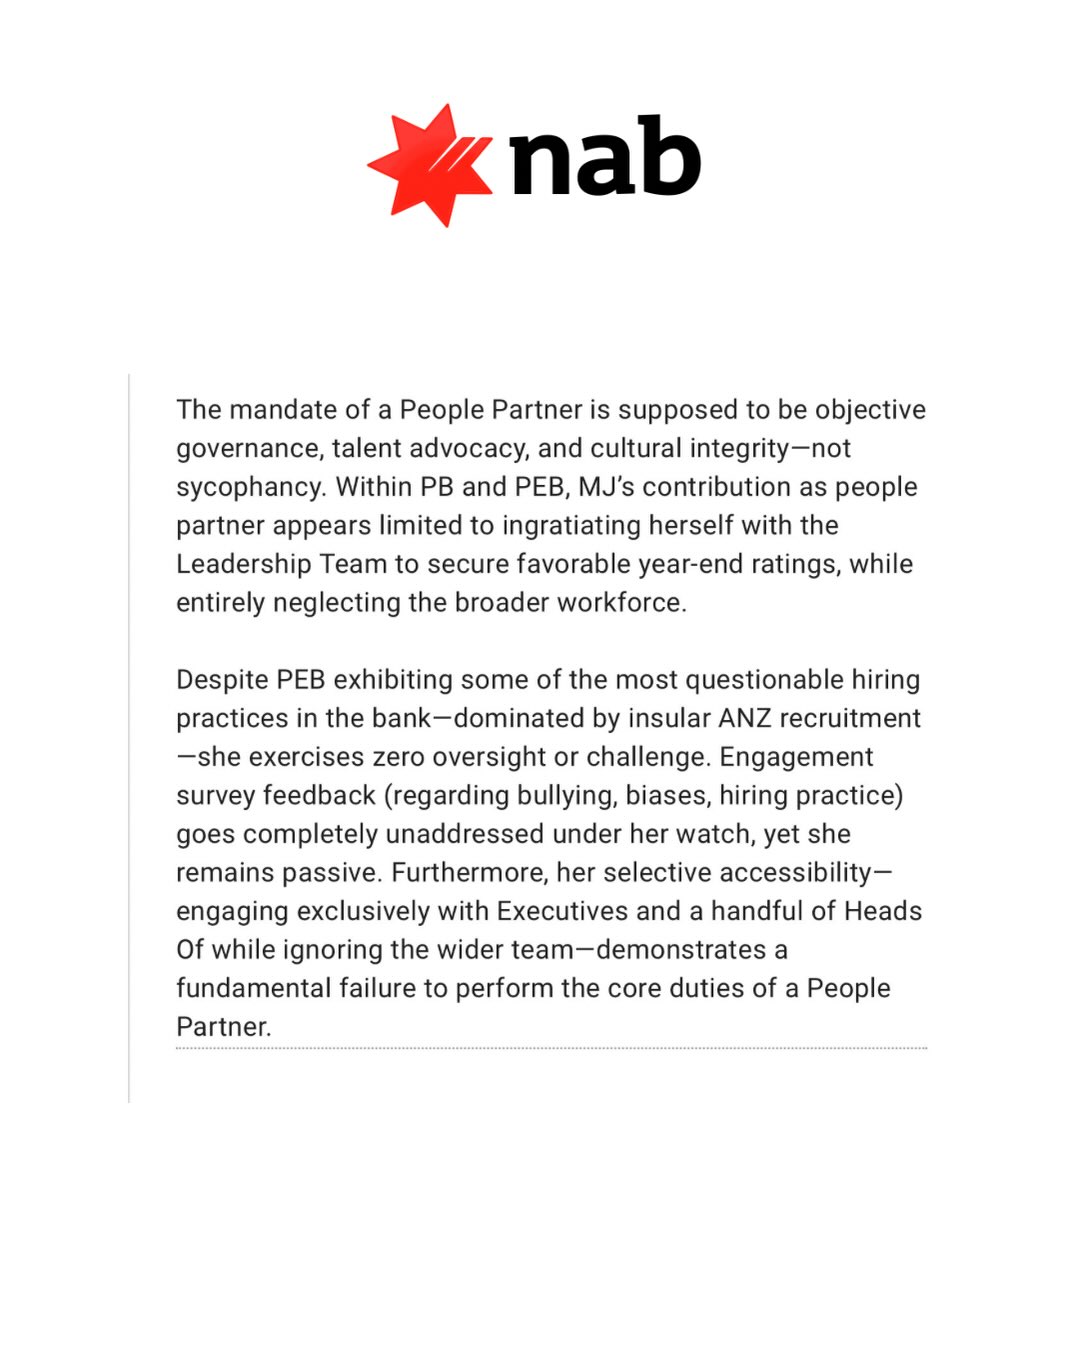 nab
The mandate of a People Partner is supposed to be objective
governance, talent advocacy, and cultural integrity—not
sycophancy. Within PB and PEB, MJ’s contribution as people
partner appears limited to ingratiating herself with the
Leadership Team to secure favorable year-end ratings, while
entirely neglecting the broader workforce.
Despite PEB exhibiting some of the most questionable hiring
practices in the bank—dominated by insular ANZ recruitment
—she exercises zero oversight or challenge. Engagement
survey feedback (regarding bullying, biases, hiring practice)
goes completely unaddressed under her watch, yet she
remains passive. Furthermore, her selective accessibility—
engaging exclusively with Executives and a handful of Heads
Of while ignoring the wider team—demonstrates a
fundamental failure to perform the core duties of a People
Partner.